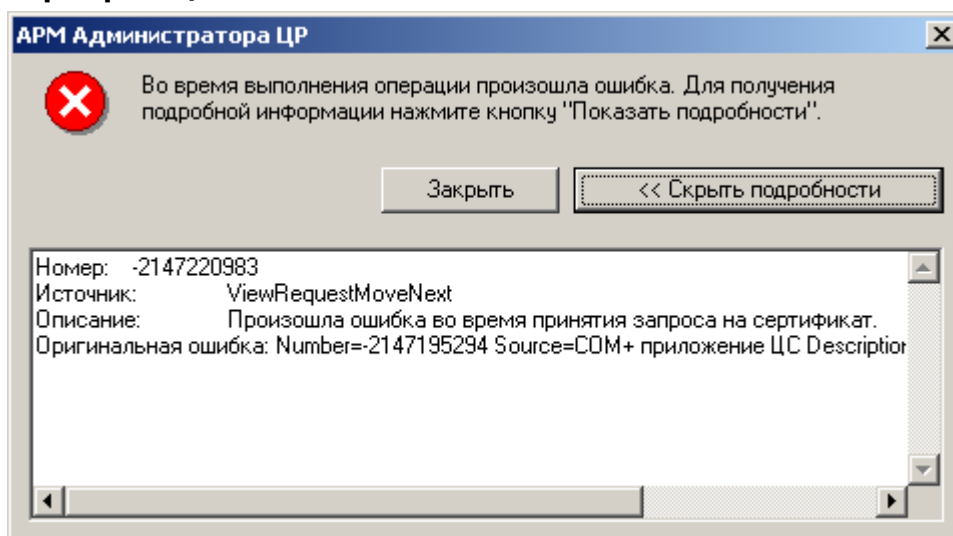 АРМ Администратора ЦР
Во время выполнения операции произошла ошибка. Для получения
подробной информации нажмите кнопку "Показать подробности".
Закрыть
<< Скрыть подробности
Номер: -2147220983
Источник: ViewRequestMoveNext
Описание: Произошла ошибка во время принятия запроса на сертификат.
Оригинальная ошибка: Number=-2147195294 Source=COM+ приложение ЦС Description